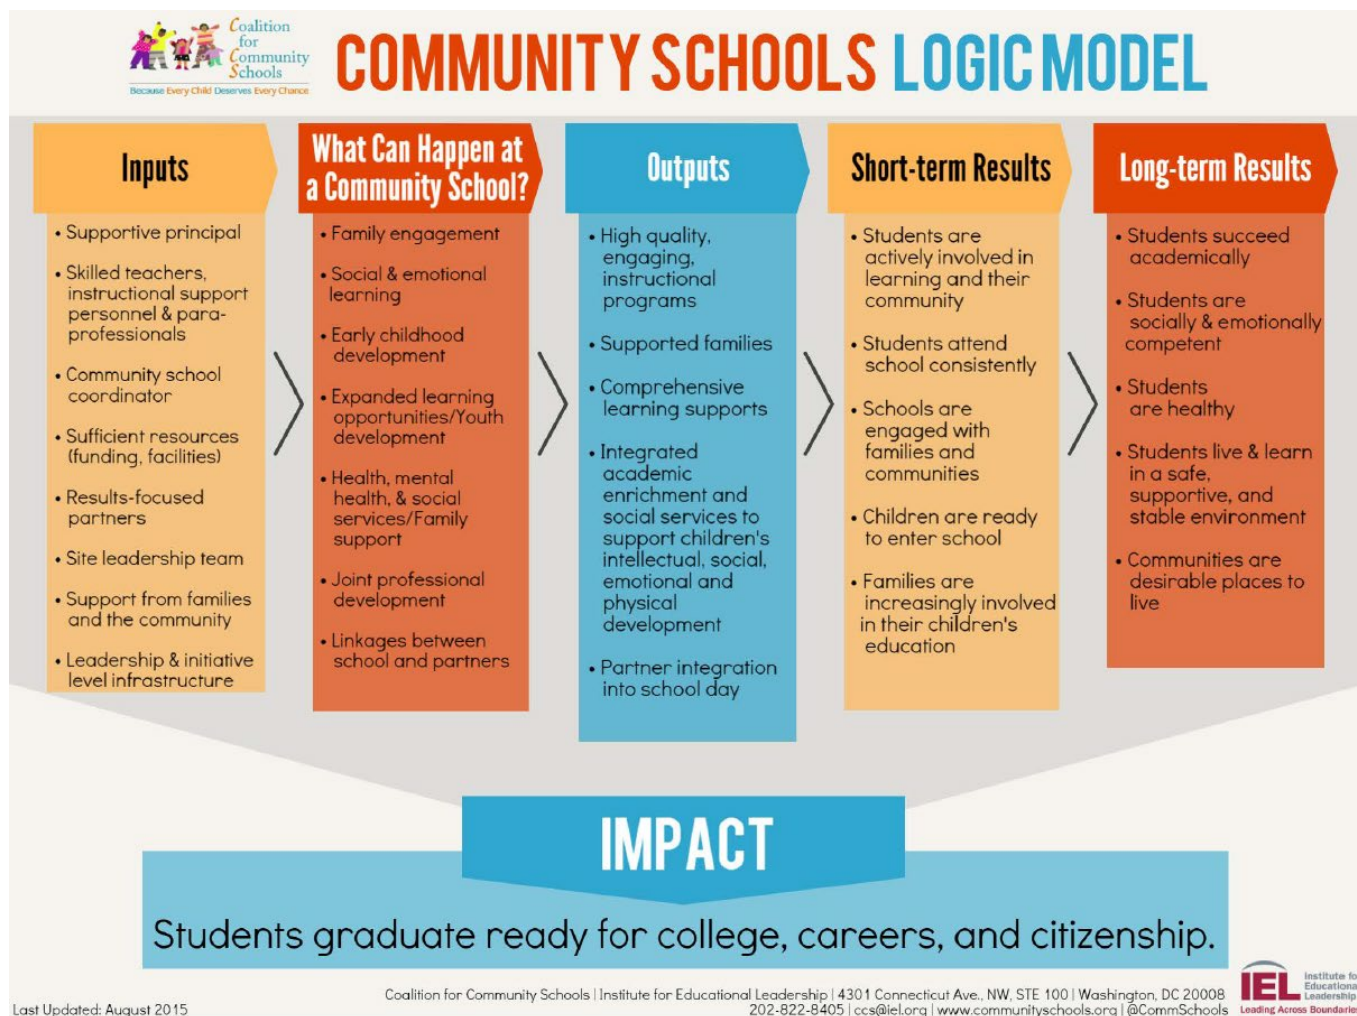 Coalition
for
Community
Schools
Because Every Child Deserves Every Chance
COMMUNITY SCHOOLS LOGIC MODEL
Inputs
• Supportive principal
• Skilled teachers,
instructional support
personnel & para-
professionals
• Community school
coordinator
• Sufficient resources
(funding, facilities)
• Results-focused
partners
• Site leadership team
• Support from families
and the community
• Leadership & initiative
level infrastructure
What Can Happen at
a Community School?
• Family engagement
• Social & emotional
learning
• Early childhood
development
• Expanded learning
opportunities/Youth
development
• Health, mental
health, & social
services/Family
support
• Joint professional
development
• Linkages between
school and partners
Outputs
• High quality,
engaging,
instructional
programs
• Supported families
• Comprehensive
learning supports
• Integrated
academic
enrichment and
social services to
support children's
intellectual, social,
emotional and
physical
development
• Partner integration
into school day
Short-term Results
• Students are
actively involved in
learning and their
community
• Students attend
school consistently
• Schools are
engaged with
families and
communities
• Children are ready
to enter school
• Families are
increasingly involved
in their children's
education
Long-term Results
• Students succeed
academically
• Students are
socially & emotionally
competent
• Students
are healthy
• Students live & learn
in a safe,
supportive, and
stable environment
• Communities are
desirable places to
live
IMPACT
Students graduate ready for college, careers, and citizenship.
Last Updated: August 2015
Coalition for Community Schools | Institute for Educational Leadership | 4301 Connecticut Ave., NW, STE 100 | Washington, DC 20008
202-822-8405 | ccs@iel.org | www.communityschools.org | @CommSchools
IEL
Institute fo
Educationa
Leadership
Leading Across Boundarie